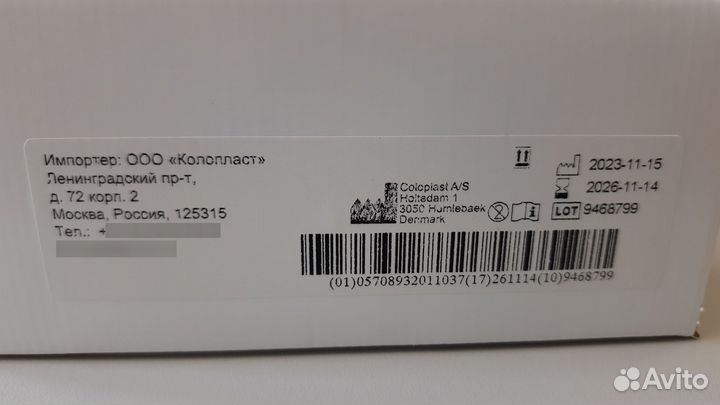 Импортер: ООО «Колопласт»
Ленинградский пр-т,
д. 72 корп. 2
Москва, Россия, 125315
Тел.: +
Coloplast A/S
Holtedam 1
3050 Humlebaek
Denmark
2023-11-15
2026-11-14
LOT 9468799
(01)05708932011037(17)261114(10)9468799
Avito